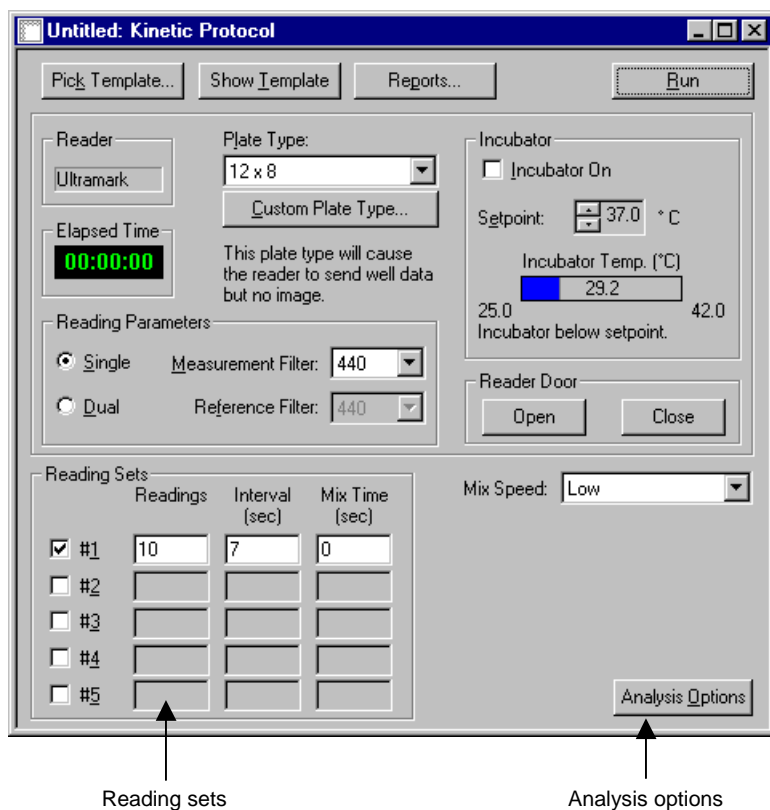 Untitled: Kinetic Protocol
Pick Template...
Show Template
Reports...
Run
Reader
Ultramark
Elapsed Time
00:00:00
Plate Type:
12 x 8
Custom Plate Type...
This plate type will cause
the reader to send well data
but no image.
Incubator
Incubator On
Setpoint: 37.0 ° C
Incubator Temp. (°C)
29.2
25.0 42.0
Incubator below setpoint.
Reading Parameters
Single Measurement Filter: 440
Dual Reference Filter: 440
Reader Door
Open Close
Reading Sets
Readings Interval (sec) Mix Time (sec)
#1 10 7 0
#2
#3
#4
#5
Mix Speed: Low
Analysis Options
Reading sets
Analysis options